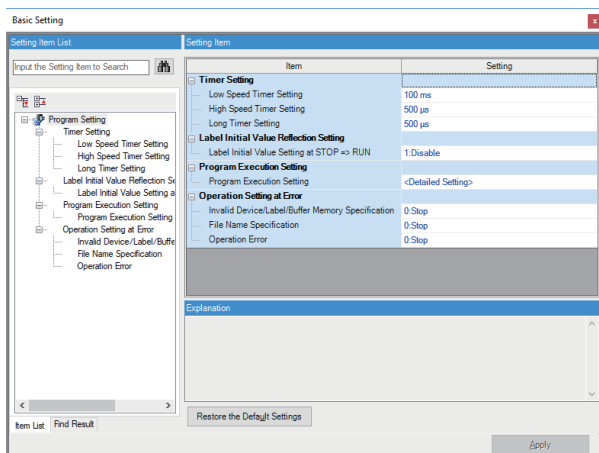 Basic Setting
x
Setting Item List
Input the Setting Item to Search
Program Setting
Timer Setting
Low Speed Timer Setting
High Speed Timer Setting
Long Timer Setting
Label Initial Value Reflection Se
Label Initial Value Setting a
Program Execution Setting
Program Execution Setting
Operation Setting at Error
Invalid Device/Label/Buffe
File Name Specification
Operation Error
Item List Find Result
Setting Item
Item Setting
Timer Setting
Low Speed Timer Setting 100 ms
High Speed Timer Setting 500 µs
Long Timer Setting 500 µs
Label Initial Value Reflection Setting
Label Initial Value Setting at STOP => RUN 1:Disable
Program Execution Setting
Program Execution Setting <Detailed Setting>
Operation Setting at Error
Invalid Device/Label/Buffer Memory Specification 0:Stop
File Name Specification 0:Stop
Operation Error 0:Stop
Explanation
Restore the Default Settings
Apply